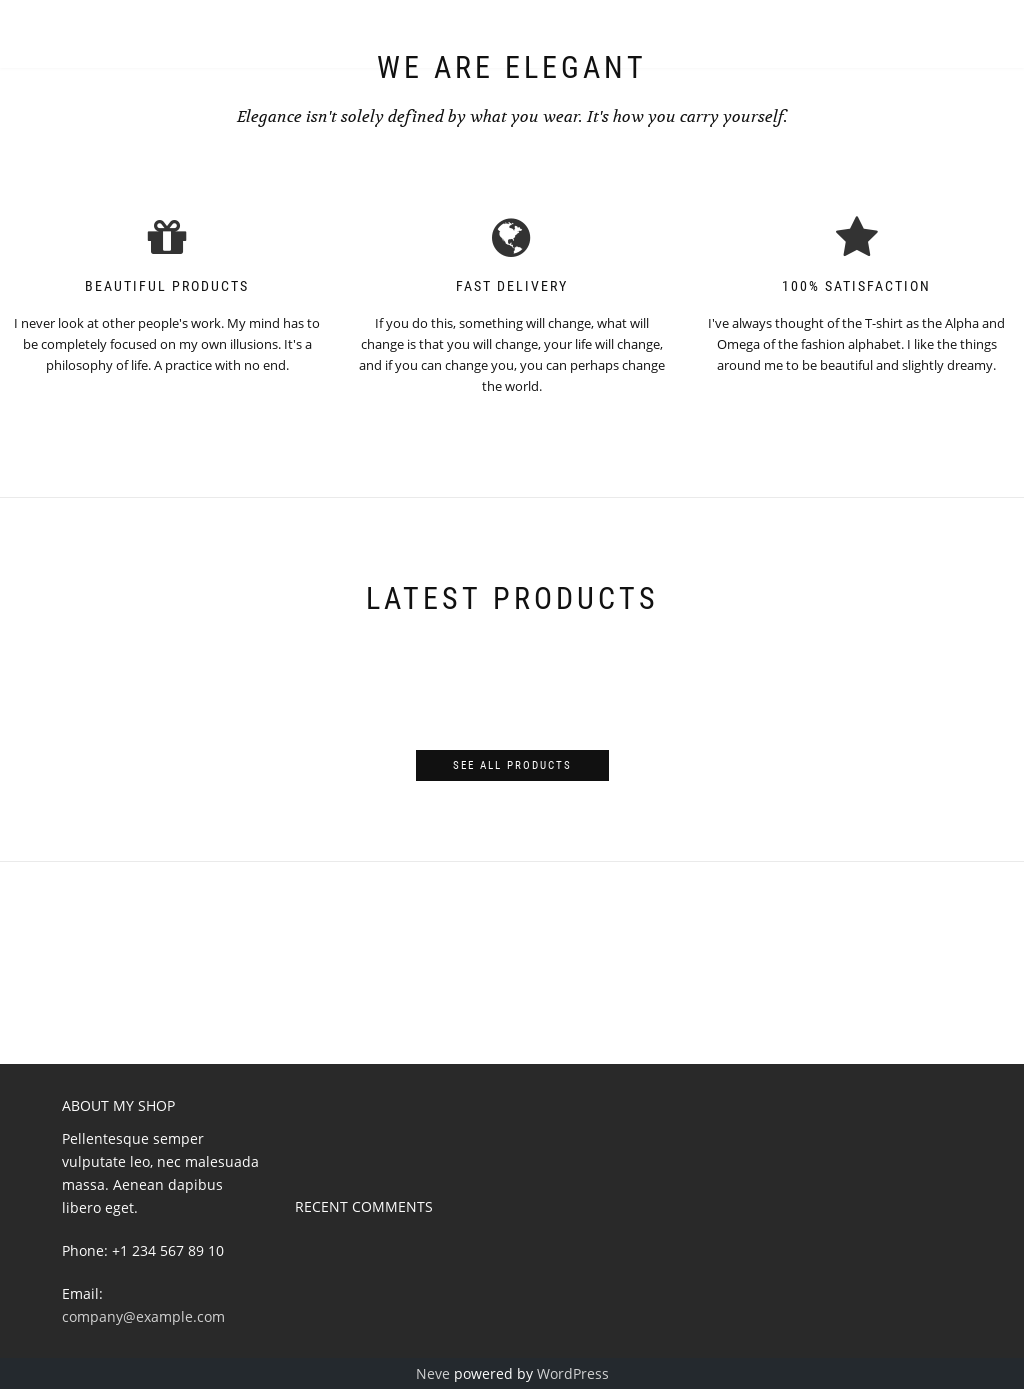 WE ARE ELEGANT
Elegance isn't solely defined by what you wear. It's how you carry yourself.
BEAUTIFUL PRODUCTS
I never look at other people's work. My mind has to
be completely focused on my own illusions. It's a
philosophy of life. A practice with no end.
FAST DELIVERY
If you do this, something will change, what will
change is that you will change, your life will change,
and if you can change you, you can perhaps change
the world.
100% SATISFACTION
I've always thought of the T-shirt as the Alpha and
Omega of the fashion alphabet. I like the things
around me to be beautiful and slightly dreamy.
LATEST PRODUCTS
SEE ALL PRODUCTS
ABOUT MY SHOP
Pellentesque semper
vulputate leo, nec malesuada
massa. Aenean dapibus
libero eget.
Phone: +1 234 567 89 10
Email:
company@example.com
RECENT COMMENTS
Neve powered by WordPress